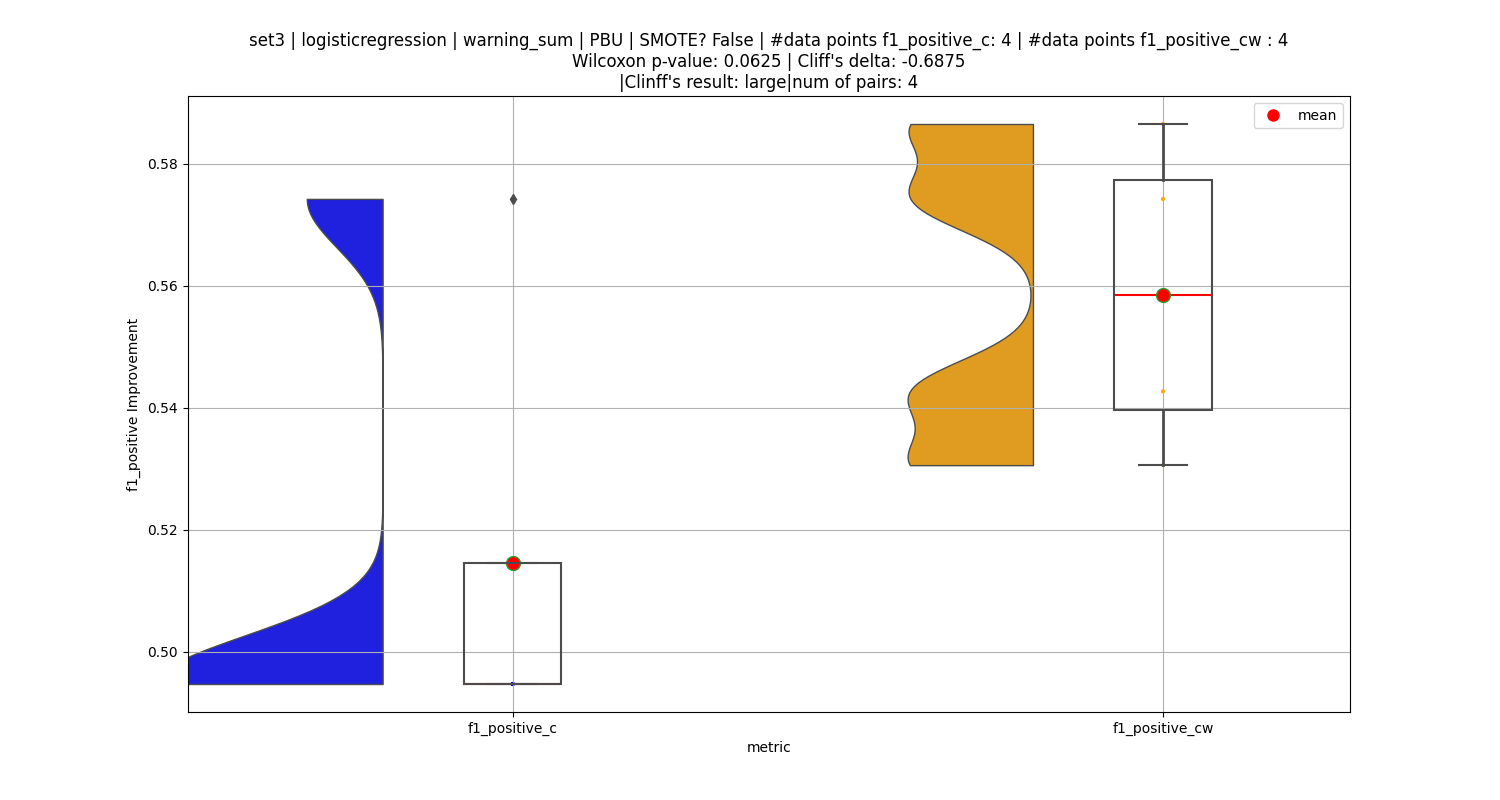 set3 | logisticregression | warning_sum | PBU | SMOTE? False | #data points f1_positive_c: 4 | #data points f1_positive_cw : 4
Wilcoxon p-value: 0.0625 | Cliff's delta: -0.6875
|Clinff's result: large|num of pairs: 4
mean
0.58
0.56
0.54
0.52
0.50
f1_positive Improvement
f1_positive_c
f1_positive_cw
metric